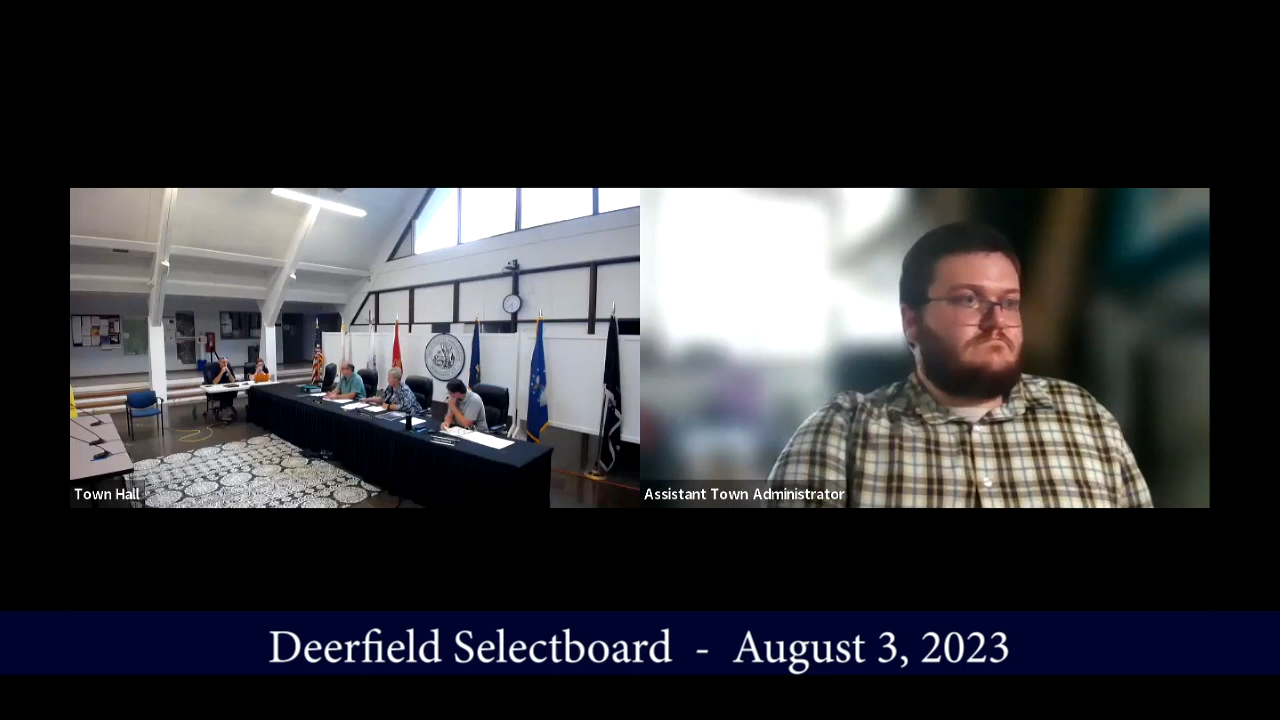 Town Hall
Assistant Town Administrator
Deerfield Selectboard - August 3, 2023